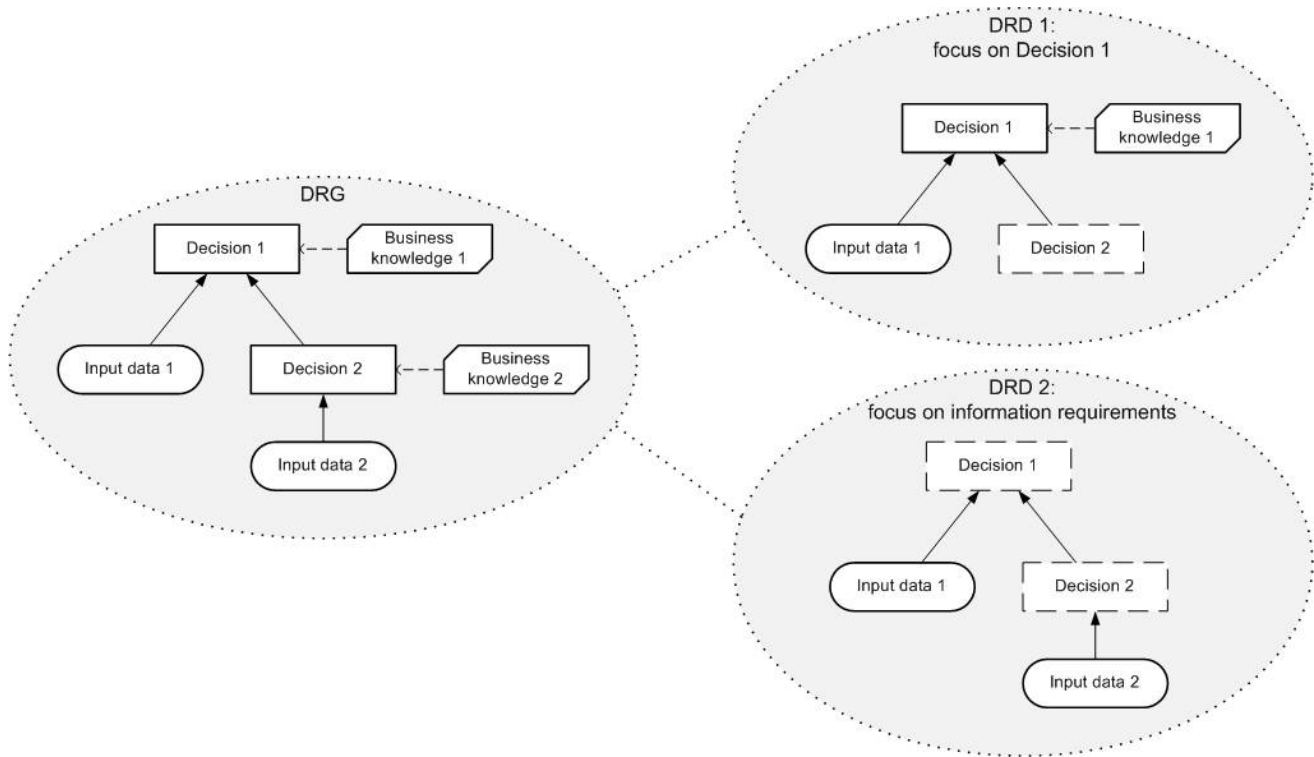 DRG
Decision 1
Business
knowledge 1
Input data 1
Decision 2
Business
knowledge 2
Input data 2
DRD 1:
focus on Decision 1
Decision 1
Business
knowledge 1
Input data 1
Decision 2
DRD 2:
focus on information requirements
Decision 1
Input data 1
Decision 2
Input data 2